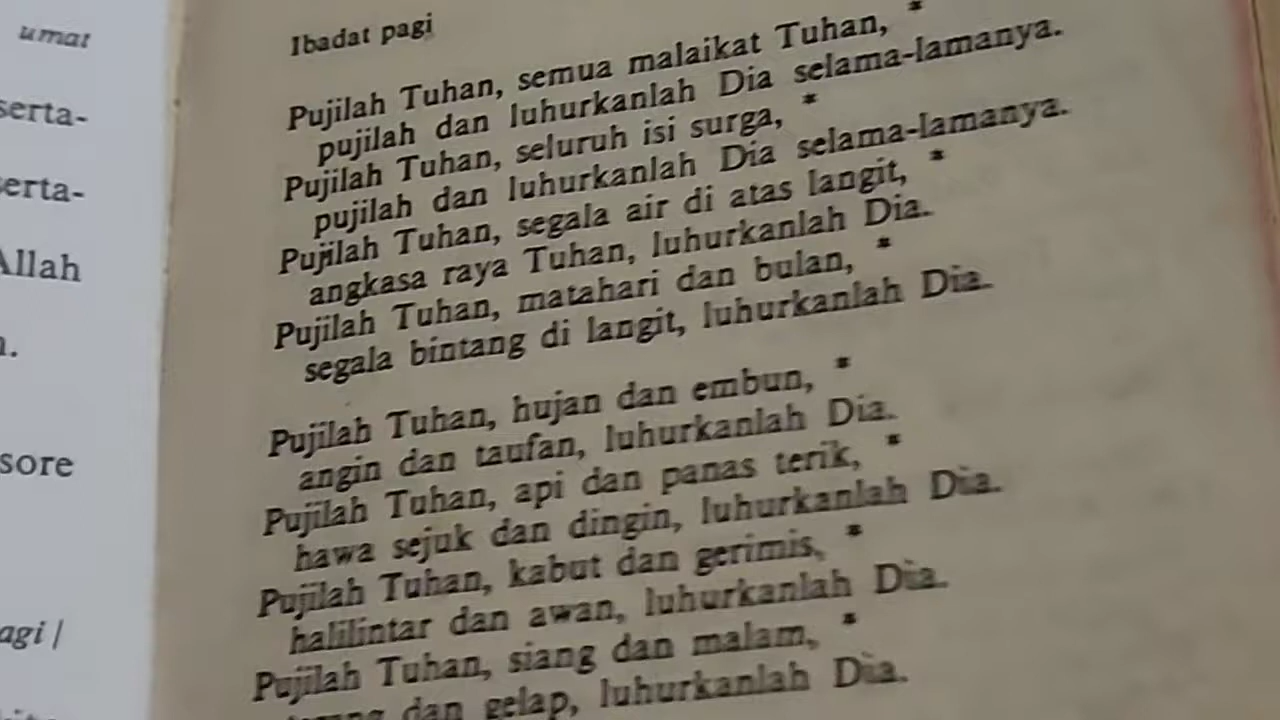 umat
serta-
serta-
Allah
sore
agi |
Ibadat pagi
Pujilah Tuhan, semua malaikat Tuhan, *
pujilah dan luhurkanlah Dia selama-lamanya.
Pujilah Tuhan, seluruh isi surga, *
pujilah dan luhurkanlah Dia selama-lamanya.
Pujilah Tuhan, segala air di atas langit, *
angkasa raya Tuhan, luhurkanlah Dia.
Pujilah Tuhan, matahari dan bulan, *
segala bintang di langit, luhurkanlah Dia.
Pujilah Tuhan, hujan dan embun, *
angin dan taufan, luhurkanlah Dia.
Pujilah Tuhan, api dan panas terik, *
hawa sejuk dan dingin, luhurkanlah Dia.
Pujilah Tuhan, kabut dan gerimis, *
halilintar dan awan, luhurkanlah Dia.
Pujilah Tuhan, siang dan malam, *
dan gelap, luhurkanlah Dia.